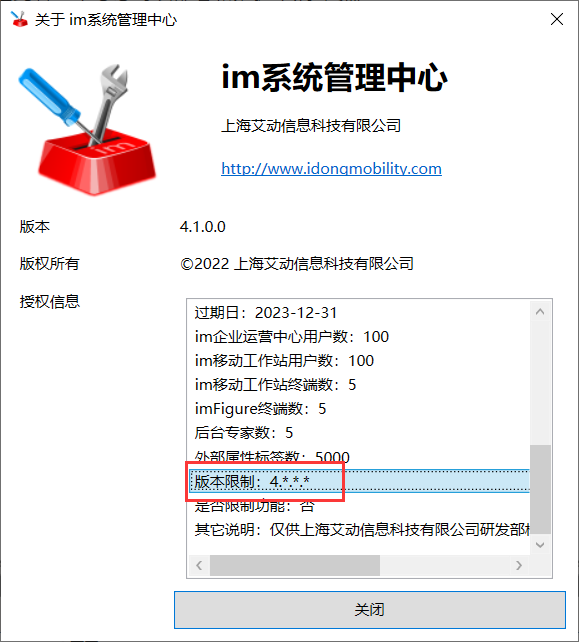 关于 im系统管理中心
im
im系统管理中心
上海艾动信息科技有限公司
http://www.idongmobility.com
版本 4.1.0.0
版权所有 ©2022 上海艾动信息科技有限公司
授权信息
过期日：2023-12-31
im企业运营中心用户数：100
im移动工作站用户数：100
im移动工作站终端数：5
imFigure终端数：5
后台专家数：5
外部属性标签数：5000
版本限制：4.*.*.*
是否限制功能：否
其它说明：仅供上海艾动信息科技有限公司研发部
关闭